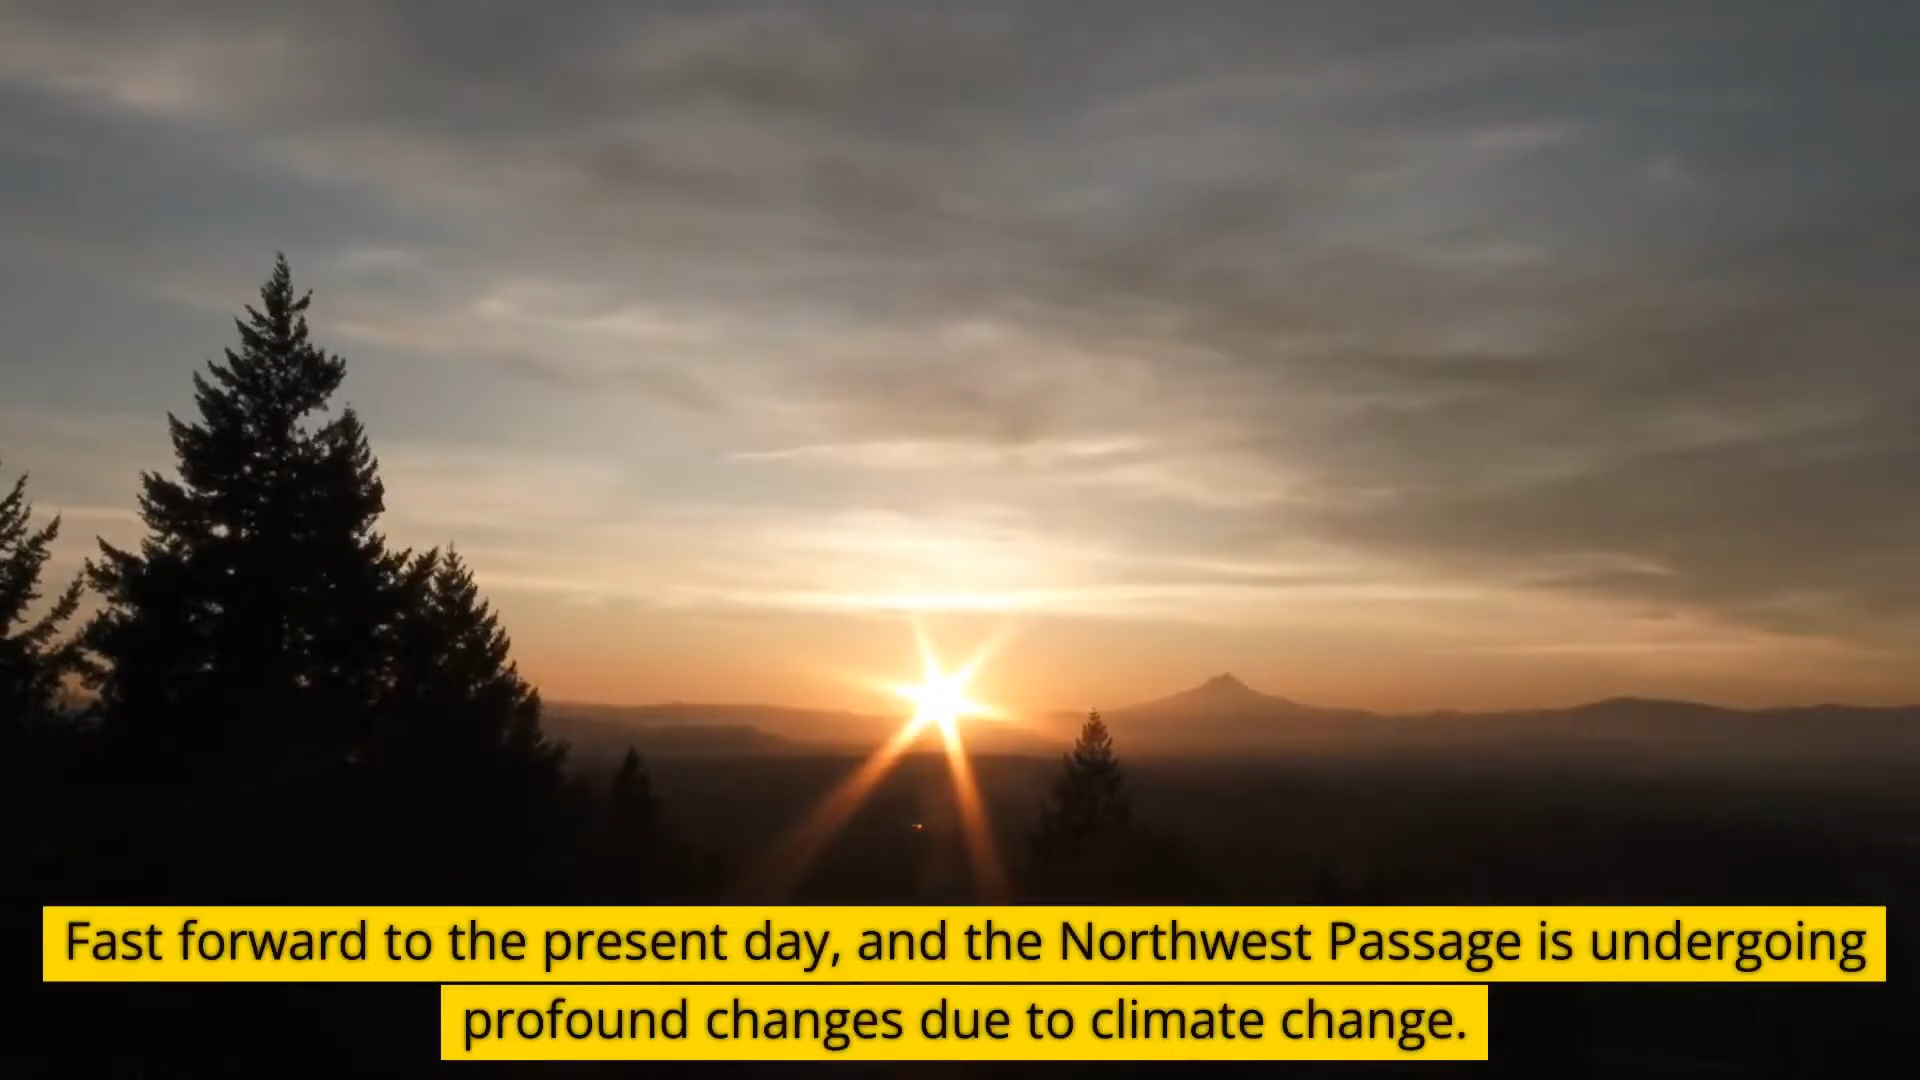 Fast forward to the present day, and the Northwest Passage is undergoing
profound changes due to climate change.